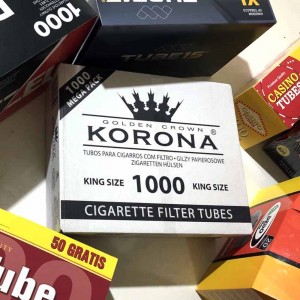 1000
1000
MEGA PACK
GOLDEN CROWN
KORONA®
TUBOS PARA CIGARROS COM FILTRO • GILZY PAPIEROSOWE
ZIGARETTEN HÜLSEN
KING SIZE 1000 KING SIZE
CIGARETTE FILTER TUBES
CASINO
TUBES
50 GRATIS
Tube